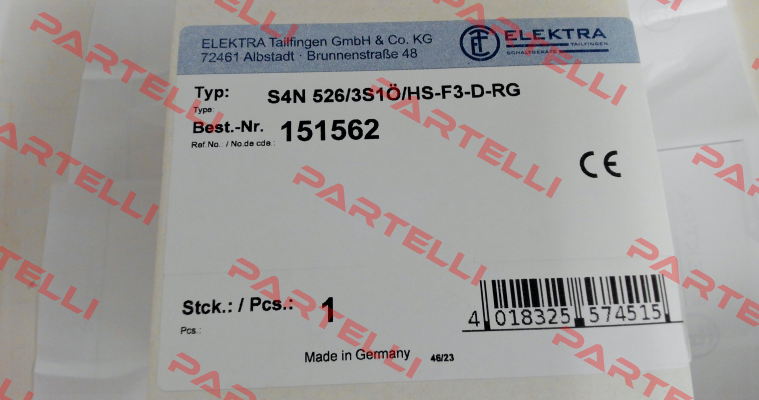 ELEKTRA Tailfingen GmbH & Co. KG
72461 Albstadt · Brunnenstraße 48
ELEKTRA
TAILFINGEN
SCHALTGERÄTE
Typ: S4N 526/3S1Ö/HS-F3-D-RG
Type:
Best.-Nr. 151562
Ref.No.: / No.de cde.:
CE
Stck.: / Pcs.: 1
Pcs.:
4 018325 574515
Made in Germany 46/23
PARTELLI
PARTELLI
PARTELLI
PARTELLI
PARTELLI
PARTELLI
PARTELLI
PARTELLI
PARTELLI
PARTELLI
PARTELLI